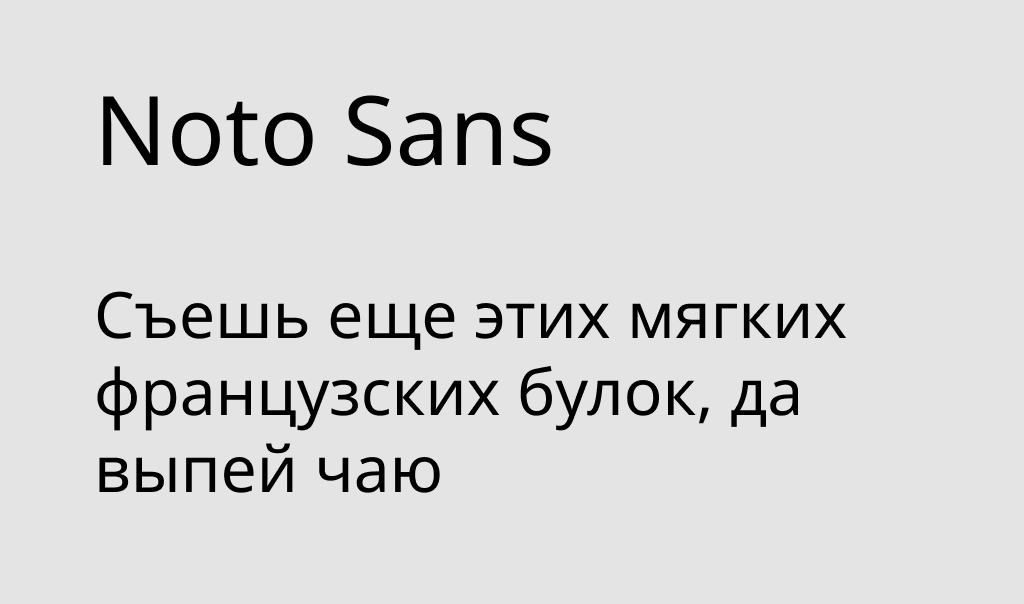 Noto Sans
Съешь еще этих мягких
французских булок, да
выпей чаю